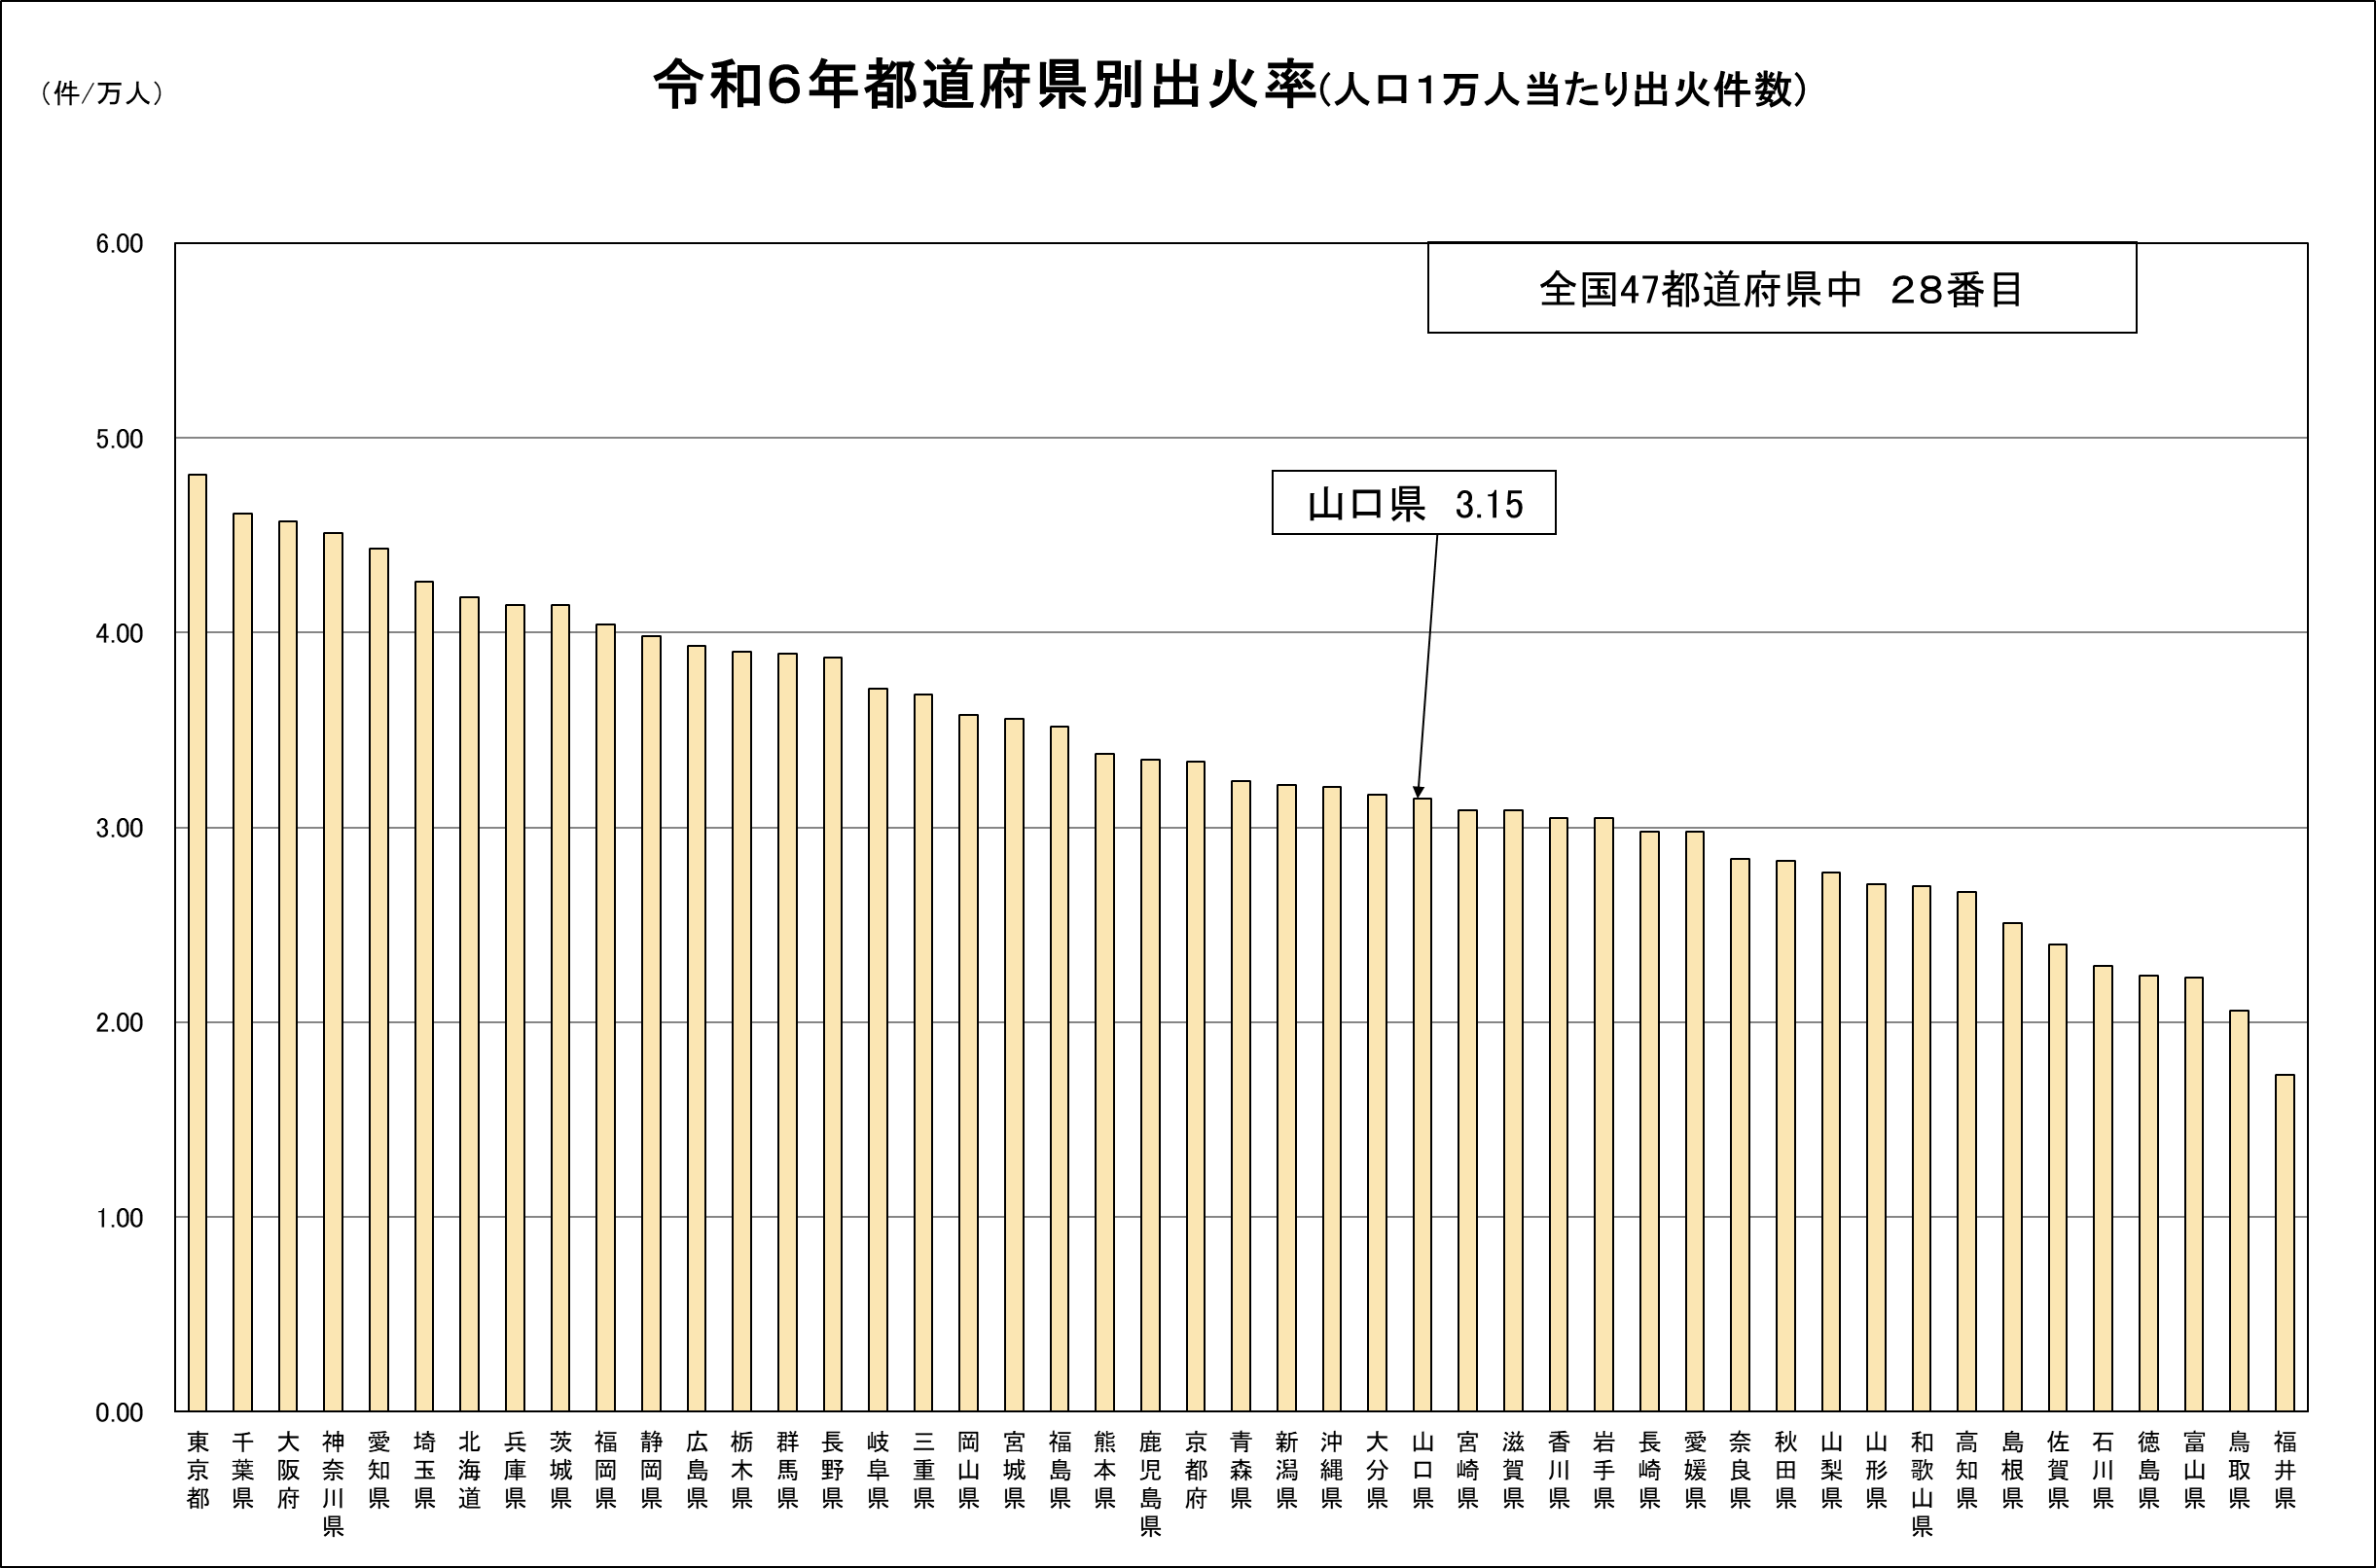 令和６年都道府県別出火率(人口１万人当たり出火件数)
（件/万人）
6.00
全国47都道府県中　２８番目
5.00
山口県　3.15
4.00
3.00
2.00
1.00
0.00
東京都
千葉県
大阪府
神奈川県
愛知県
埼玉県
北海道
兵庫県
茨城県
福岡県
静岡県
広島県
栃木県
群馬県
長野県
岐阜県
三重県
岡山県
宮城県
福島県
熊本県
鹿児島県
京都府
青森県
新潟県
沖縄県
大分県
山口県
宮崎県
滋賀県
香川県
岩手県
長崎県
愛媛県
奈良県
秋田県
山梨県
山形県
和歌山県
高知県
島根県
佐賀県
石川県
徳島県
富山県
鳥取県
福井県